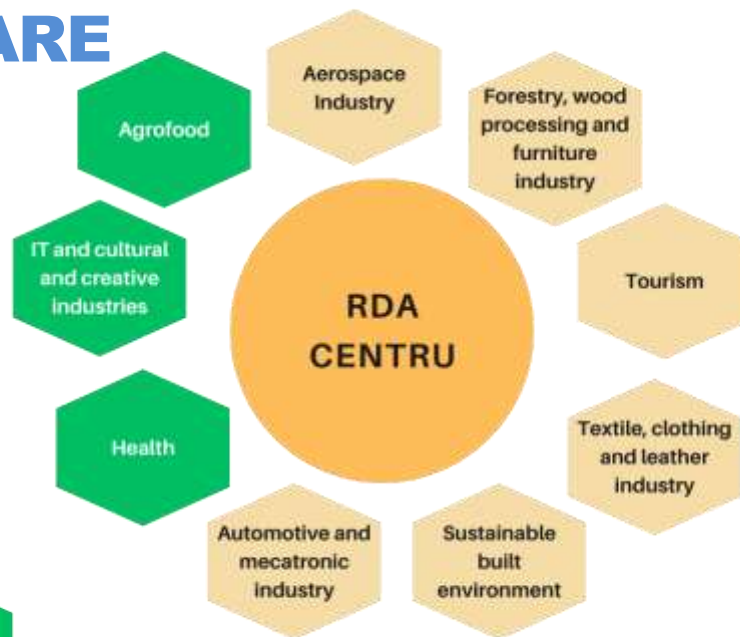 ARE
Aerospace
Industry
Forestry, wood
processing and
furniture
industry
Agrofood
IT and cultural
and creative
industries
Tourism
RDA
CENTRU
Health
Textile, clothing
and leather
industry
Automotive and
mecatronic
industry
Sustainable
built
environment